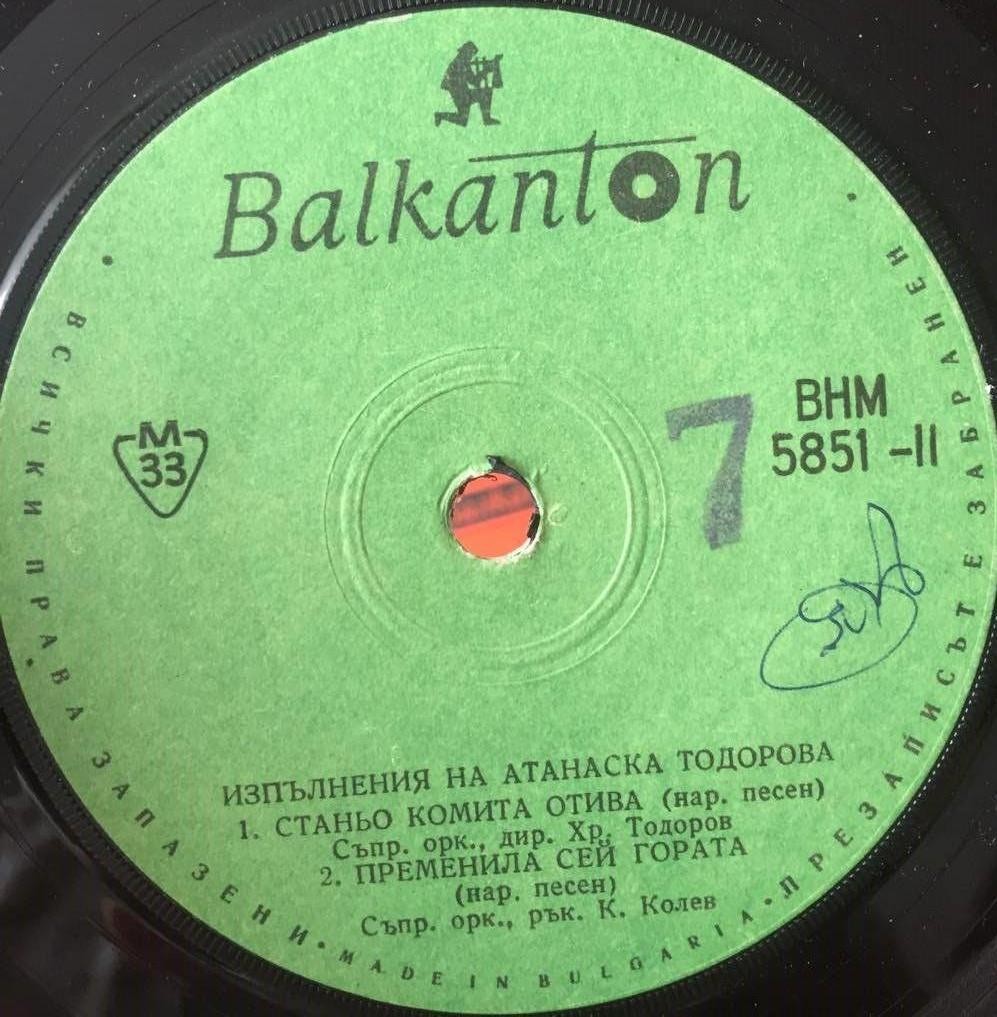 Balkanton
M
33
7
ВНМ
5851 -II
ИЗПЪЛНЕНИЯ НА АТАНАСКА ТОДОРОВА
1. СТАНЬО КОМИТА ОТИВА (нар. песен)
Съпр. орк., дир. Хр. Тодоров
2. ПРЕМЕНИЛА СЕЙ ГОРАТА
(нар. песен)
Съпр. орк., рък. К. Колев
• ВСИЧКИ ПРАВА ЗАПАЗЕНИ • MADE IN BULGARIA • ПРЕЗАПИСЪТ Е ЗАБРАНЕН •